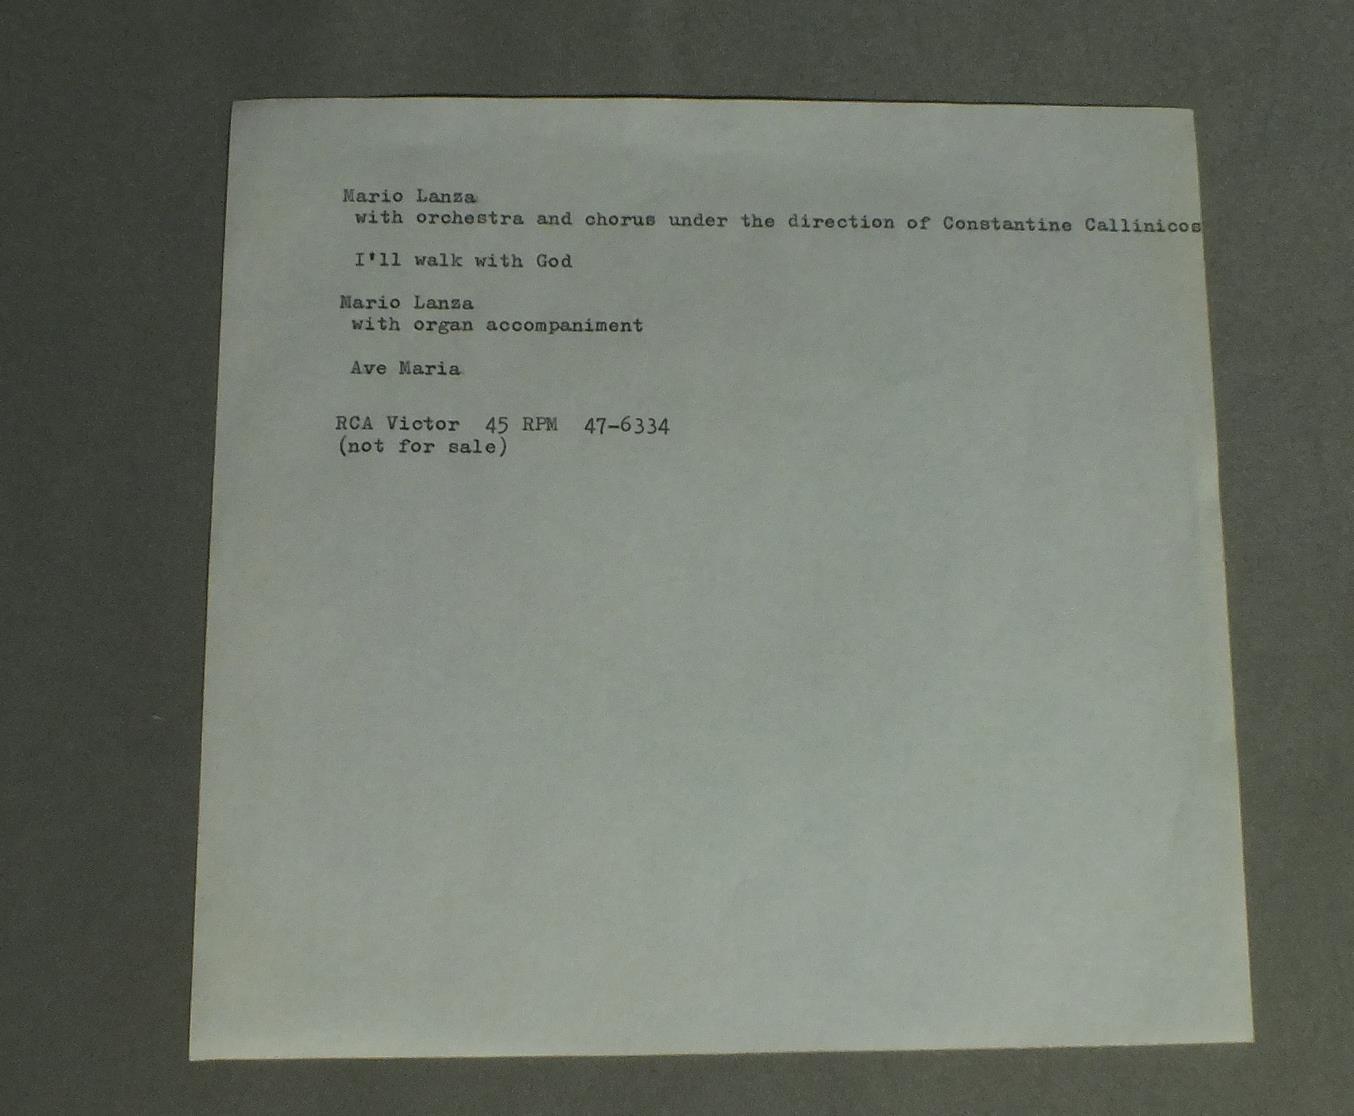 Mario Lanza
with orchestra and chorus under the direction of Constantine Callinicos
I'll walk with God
Mario Lanza
with organ accompaniment
Ave Maria
RCA Victor 45 RPM 47-6334
(not for sale)